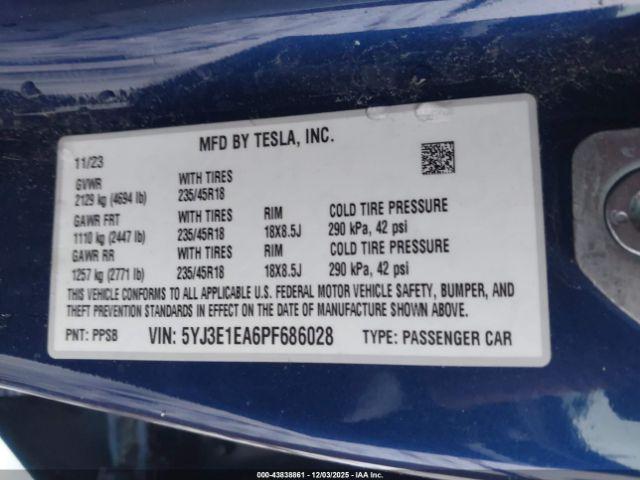 MFD BY TESLA, INC.
11/23
GVWR WITH TIRES
2129 kg (4694 lb) 235/45R18
GAWR FRT WITH TIRES RIM COLD TIRE PRESSURE
1110 kg (2447 lb) 235/45R18 18X8.5J 290 kPa, 42 psi
GAWR RR WITH TIRES RIM COLD TIRE PRESSURE
1257 kg (2771 lb) 235/45R18 18X8.5J 290 kPa, 42 psi
THIS VEHICLE CONFORMS TO ALL APPLICABLE U.S. FEDERAL MOTOR VEHICLE SAFETY, BUMPER, AND
THEFT PREVENTION STANDARDS IN EFFECT ON THE DATE OF MANUFACTURE SHOWN ABOVE.
PNT: PPSB VIN: 5YJ3E1EA6PF686028 TYPE: PASSENGER CAR
000-43838861 - 12/03/2025 - IAA Inc.